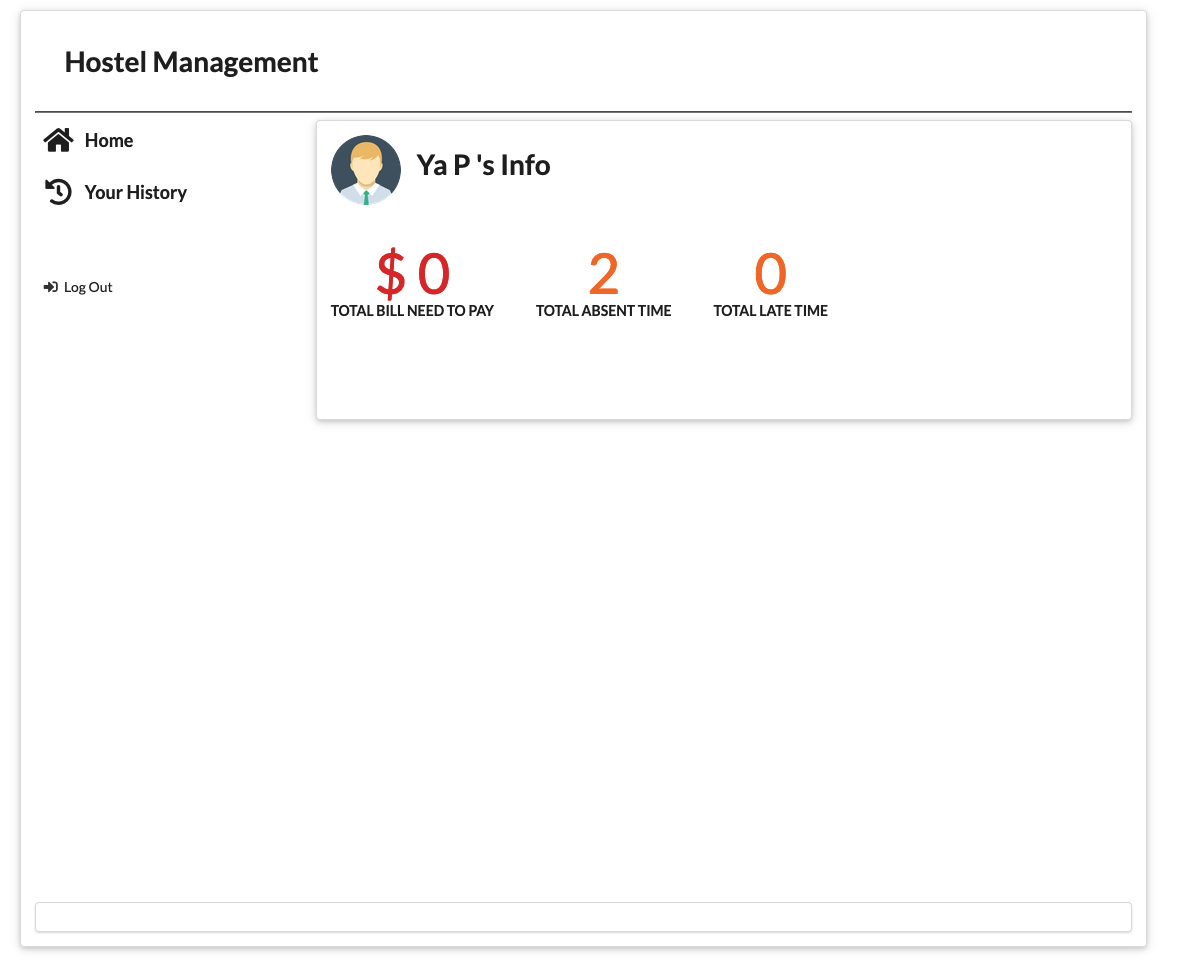 Hostel Management
Home
Your History
Log Out
Ya P 's Info
$ 0
TOTAL BILL NEED TO PAY
2
TOTAL ABSENT TIME
0
TOTAL LATE TIME